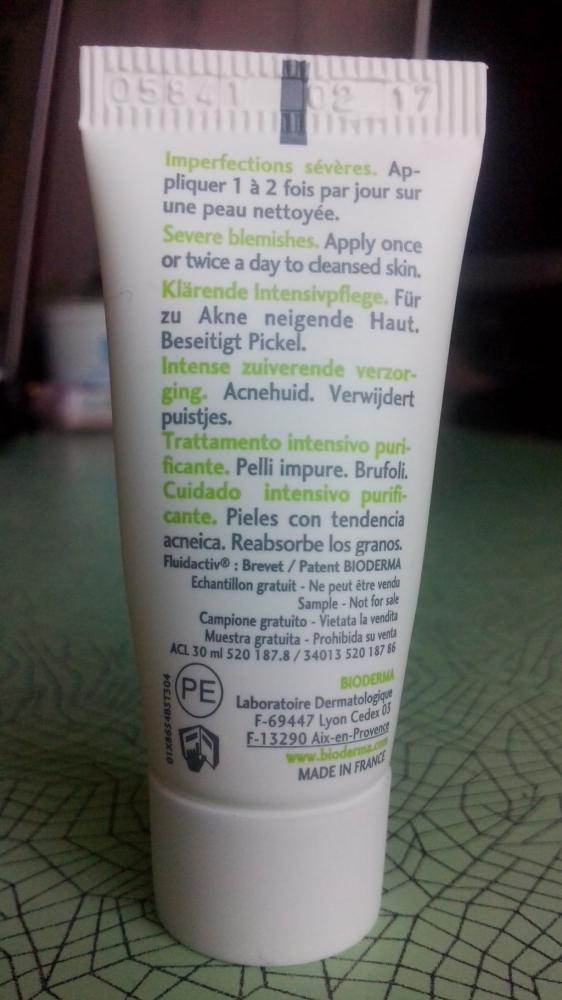 05841 02 17
Imperfections sévères. Ap-
pliquer 1 à 2 fois par jour sur
une peau nettoyée.
Severe blemishes. Apply once
or twice a day to cleansed skin.
Klärende Intensivpflege. Für
zu Akne neigende Haut.
Beseitigt Pickel.
Intense zuiverende verzor-
ging. Acnehuid. Verwijdert
puistjes.
Trattamento intensivo puri-
ficante. Pelli impure. Brufoli.
Cuidado intensivo purifi-
cante. Pieles con tendencia
acneica. Reabsorbe los granos.
Fluidactiv® : Brevet / Patent BIODERMA
Echantillon gratuit - Ne peut être vendu
Sample - Not for sale
Campione gratuito - Vietata la vendita
Muestra gratuita - Prohibida su venta
ACL 30 ml 520 187.8 / 34013 520 187 86
PE
BIODERMA
Laboratoire Dermatologique
F-69447 Lyon Cedex 03
F-13290 Aix-en-Provence
www.bioderma.com
MADE IN FRANCE